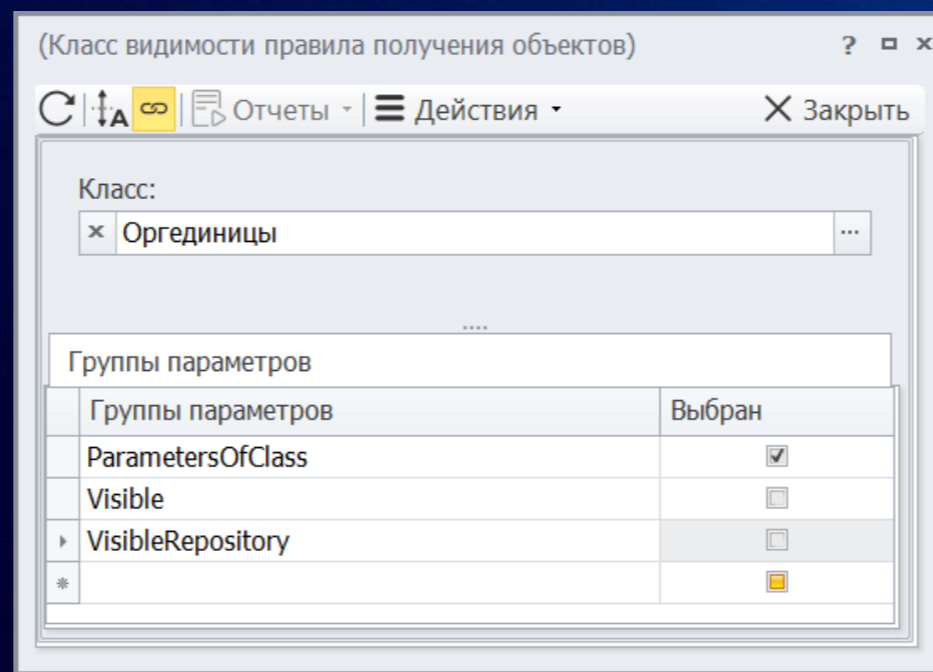 (Класс видимости правила получения объектов) ?
Отчеты Действия Закрыть
Класс:
Оргединицы ...
Группы параметров
Группы параметров Выбран
ParametersOfClass
Visible
VisibleRepository